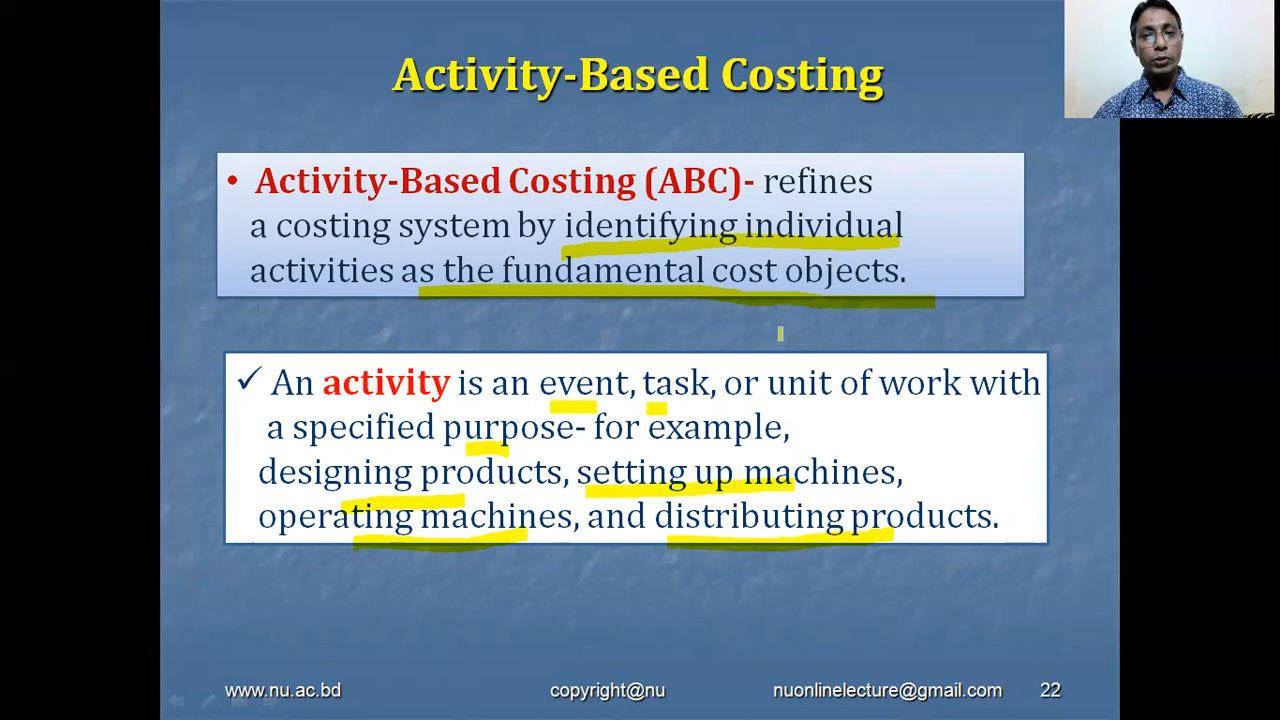 Activity-Based Costing
• Activity-Based Costing (ABC)- refines
a costing system by identifying individual
activities as the fundamental cost objects.
✓ An activity is an event, task, or unit of work with
a specified purpose- for example,
designing products, setting up machines,
operating machines, and distributing products.
www.nu.ac.bd copyright@nu nuonlinelecture@gmail.com 22